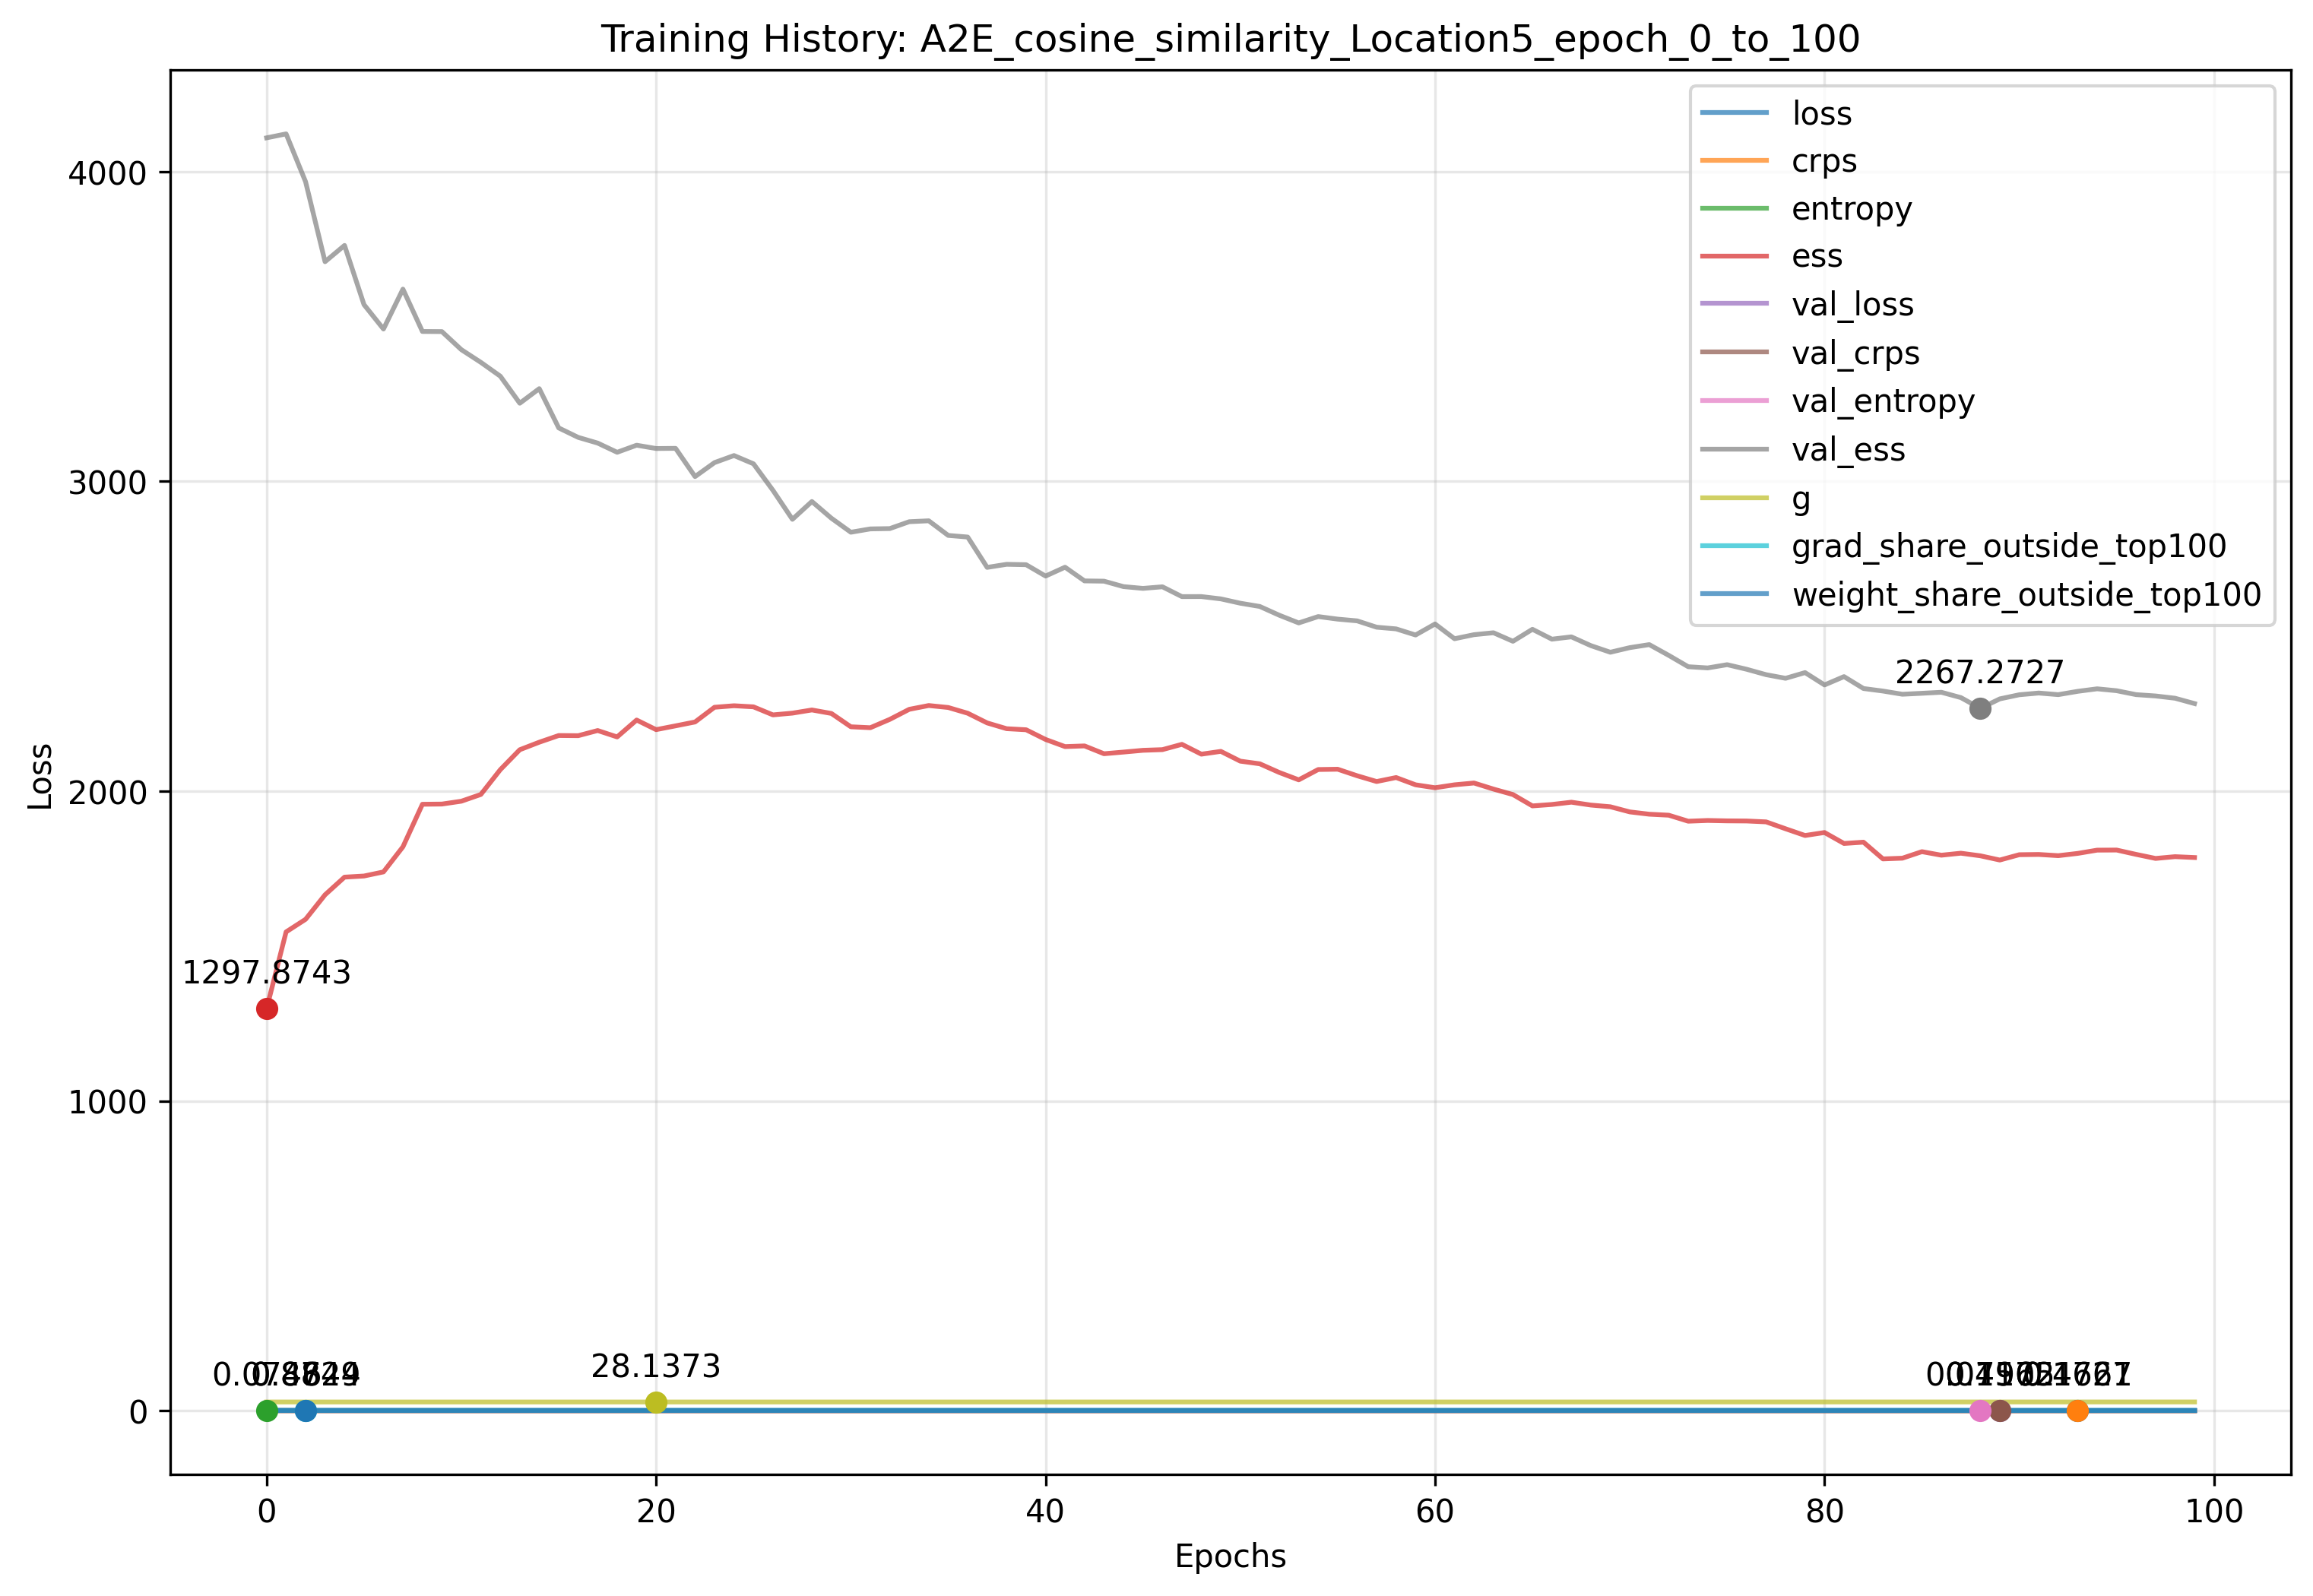 Training History: A2E_cosine_similarity_Location5_epoch_0_to_100
loss
crps
entropy
ess
val_loss
val_crps
val_entropy
val_ess
g
grad_share_outside_top100
weight_share_outside_top100
4000
3000
2000
1000
0
Loss
2267.2727
1297.8743
28.1373
0
20
40
60
80
100
Epochs